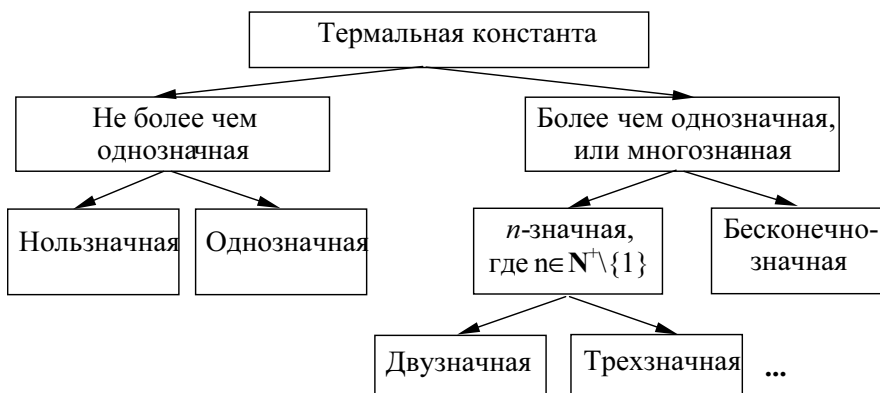 Термальная константа
Не более чем
однозначная
Более чем однозначная,
или многозначная
Нользначная
Однозначная
n-значная,
где n∈N⁺\{1}
Бесконечно-
значная
Двузначная
Трехзначная
...